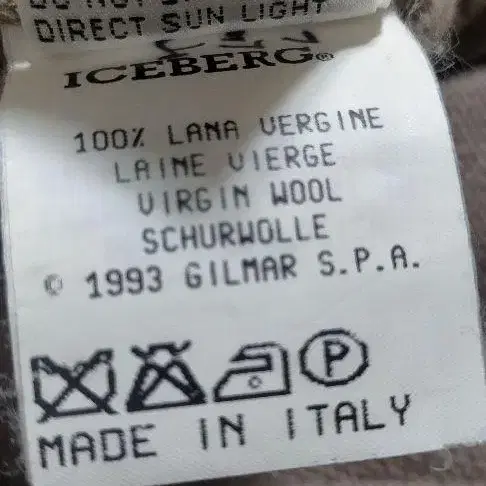 DIRECT SUN LIGHT
ICEBERG®
100% LANA VERGINE
LAINE VIERGE
VIRGIN WOOL
SCHURWOLLE
© 1993 GILMAR S.P.A.
P
MADE IN ITALY